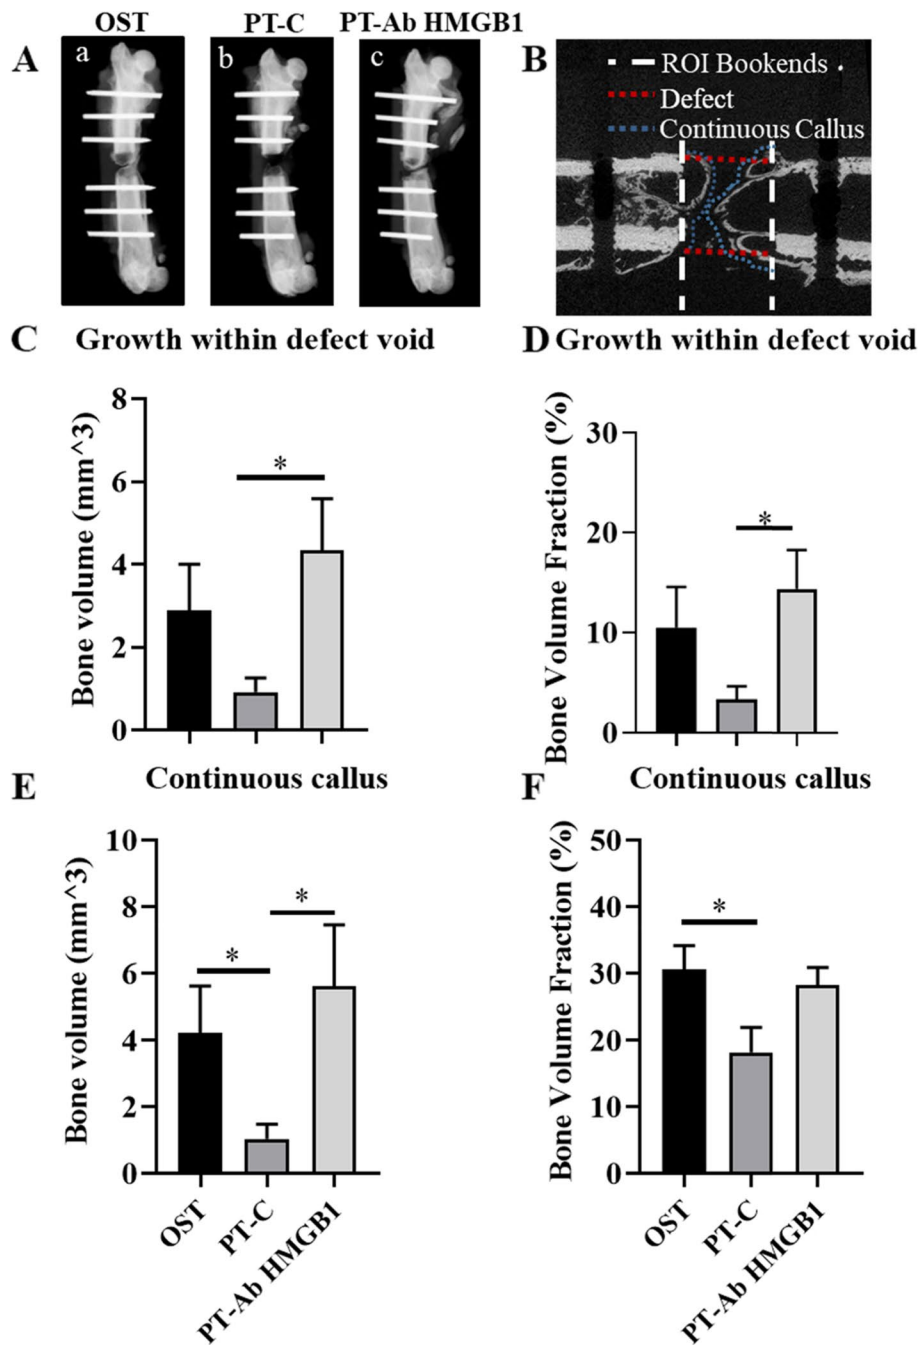 OST PT-C PT-Ab HMGB1
A
a
b
c
B
ROI Bookends
Defect
Continuous Callus
C Growth within defect void
Bone volume (mm^3)
8
6
4
2
0
*
D Growth within defect void
Bone Volume Fraction (%)
30
20
10
0
*
E Continuous callus
Bone volume (mm^3)
10
8
6
4
2
0
*
*
OST
PT-C
PT-Ab HMGB1
F Continuous callus
Bone Volume Fraction (%)
50
40
30
20
10
0
*
OST
PT-C
PT-Ab HMGB1